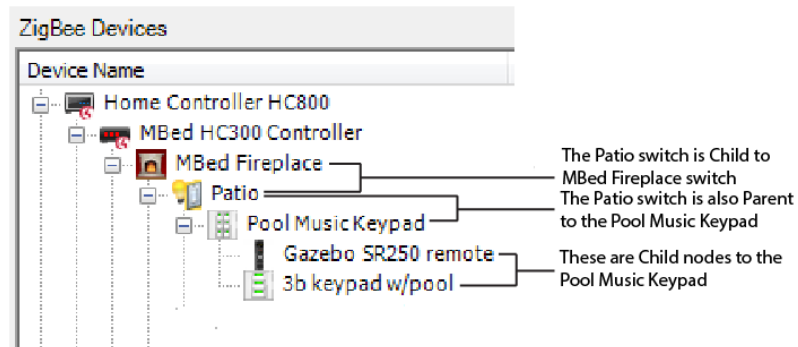 ZigBee Devices
Device Name
Home Controller HC800
MBed HC300 Controller
MBed Fireplace
Patio
Pool Music Keypad
Gazebo SR250 remote
3b keypad w/pool
The Patio switch is Child to
MBed Fireplace switch
The Patio switch is also Parent
to the Pool Music Keypad
These are Child nodes to the
Pool Music Keypad